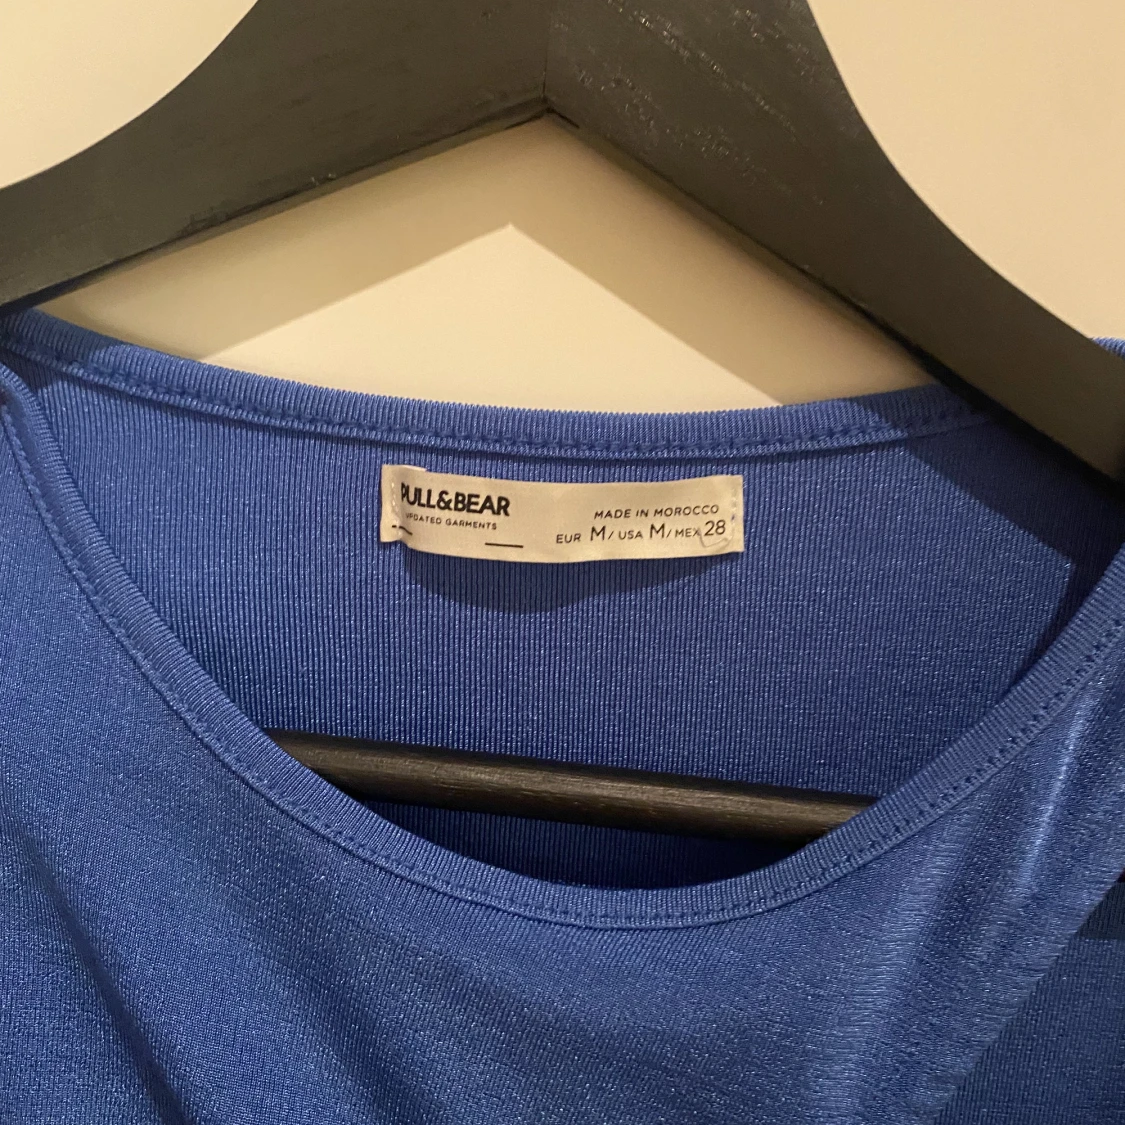 PULL&BEAR
UPDATED GARMENTS
MADE IN MOROCCO
EUR M/ USA M/ MEX 28